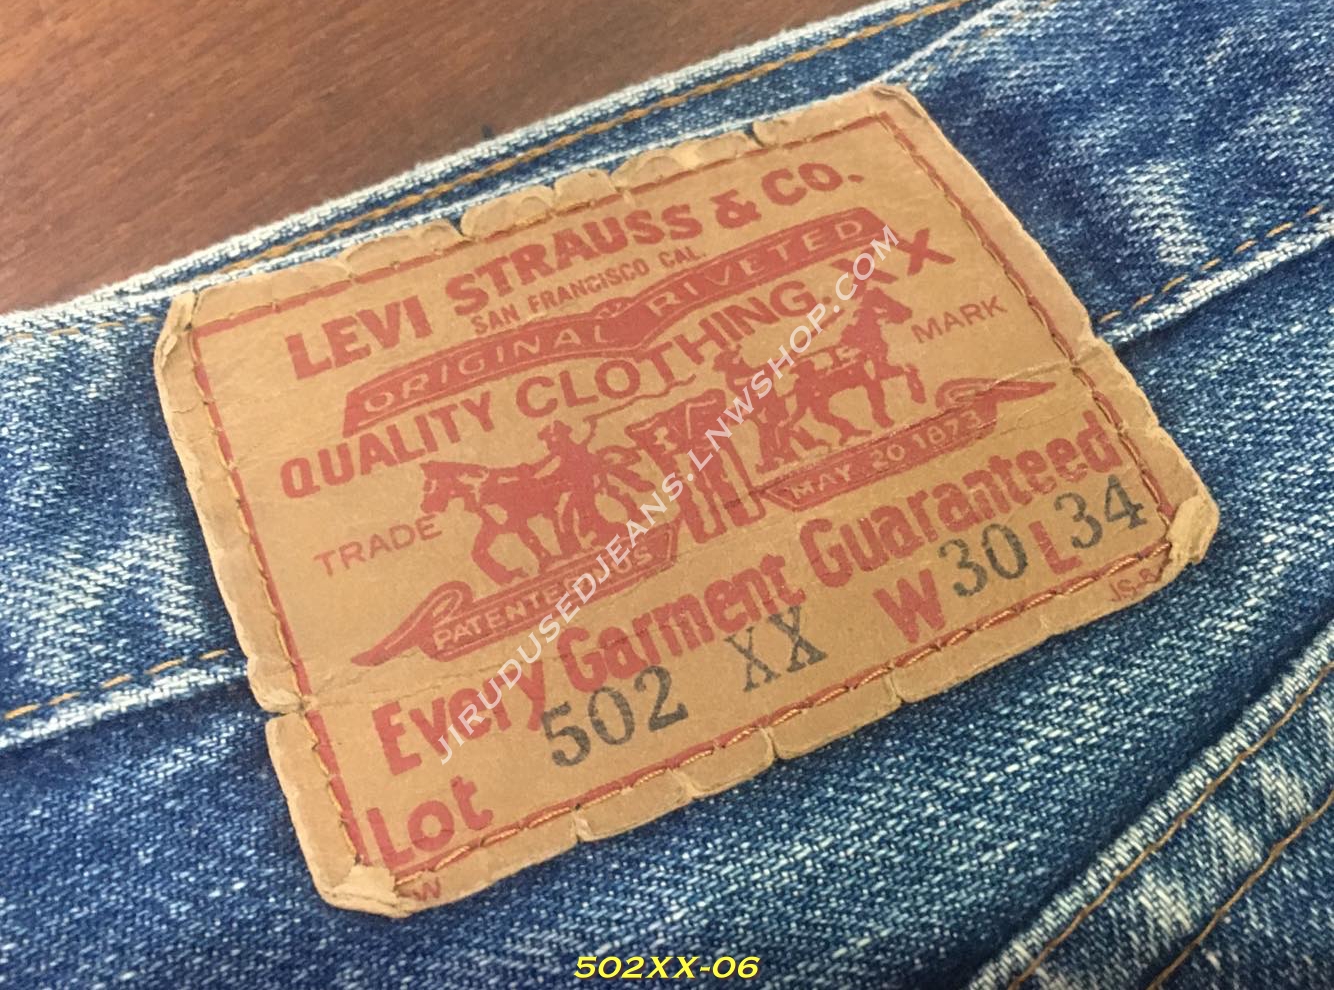 LEVI STRAUSS & CO.
SAN FRANCISCO CAL.
ORIGINAL RIVETED
QUALITY CLOTHING XX
TRADE MARK
PATENTED U S MAY 20 1873
Every Garment Guaranteed
Lot 502 XX W 30 L 34
W
JIRUDUSEDJEANS.LNWSHOP.COM
502XX-06